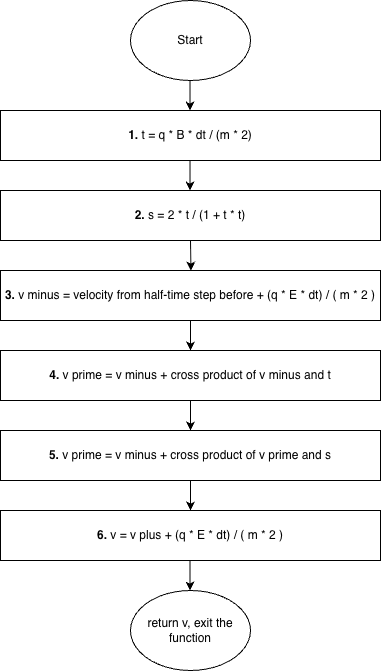 Start
1. t = q * B * dt / (m * 2)
2. s = 2 * t / (1 + t * t)
3. v minus = velocity from half-time step before + (q * E * dt) / ( m * 2 )
4. v prime = v minus + cross product of v minus and t
5. v prime = v minus + cross product of v prime and s
6. v = v plus + (q * E * dt) / ( m * 2 )
return v, exit the
function